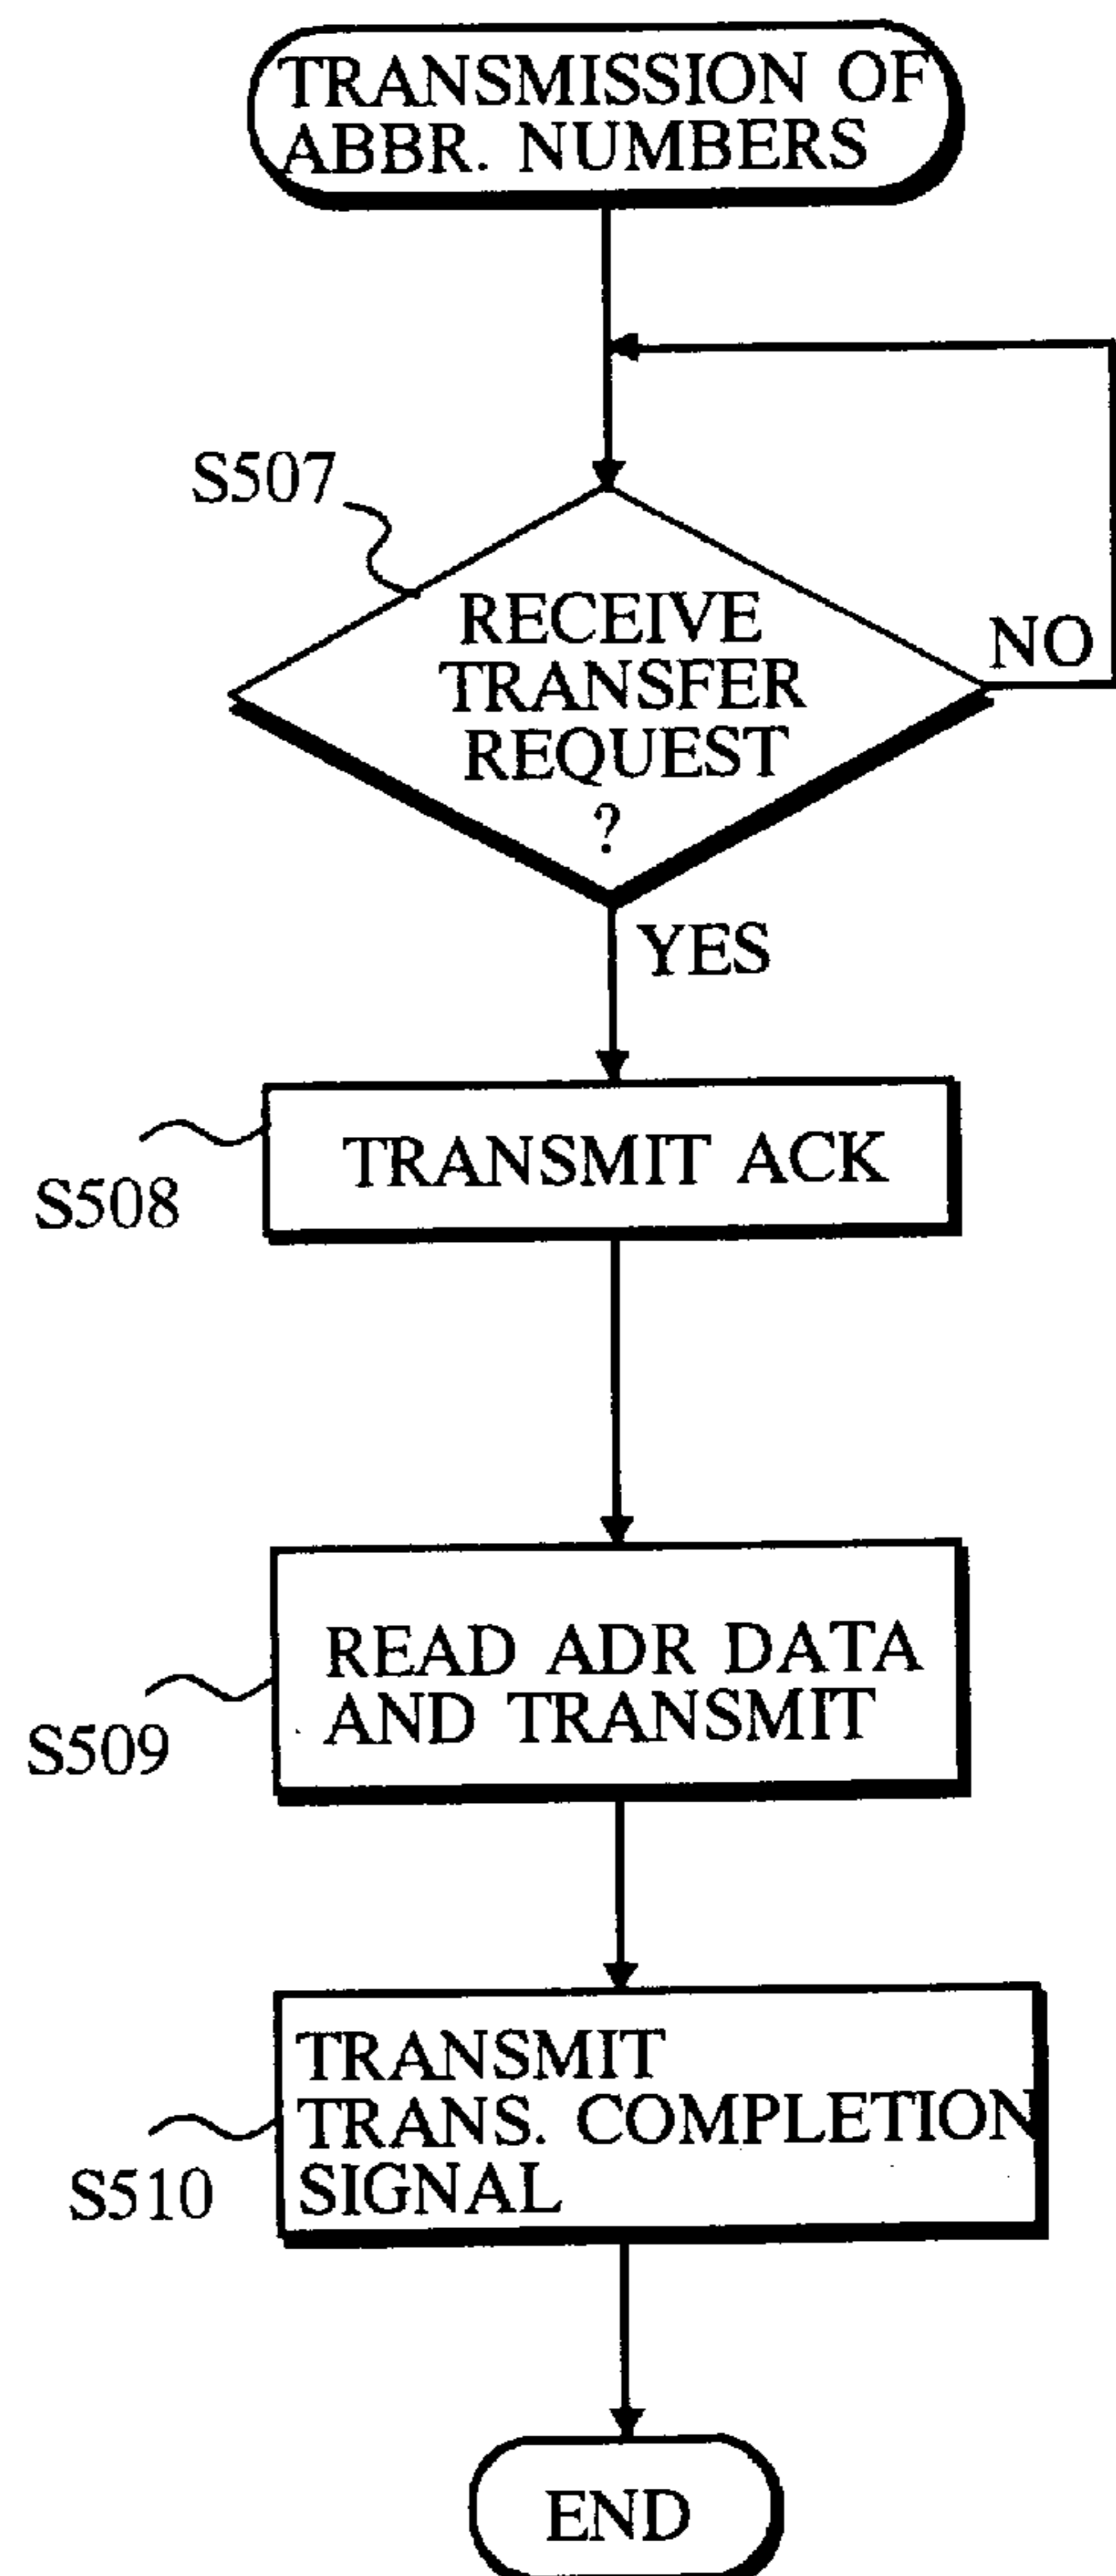 TRANSMISSION OF
ABBR. NUMBERS
S507
RECEIVE
TRANSFER
REQUEST
?
NO
YES
TRANSMIT ACK
S508
READ ADR DATA
AND TRANSMIT
S509
TRANSMIT
TRANS. COMPLETION
SIGNAL
S510
END